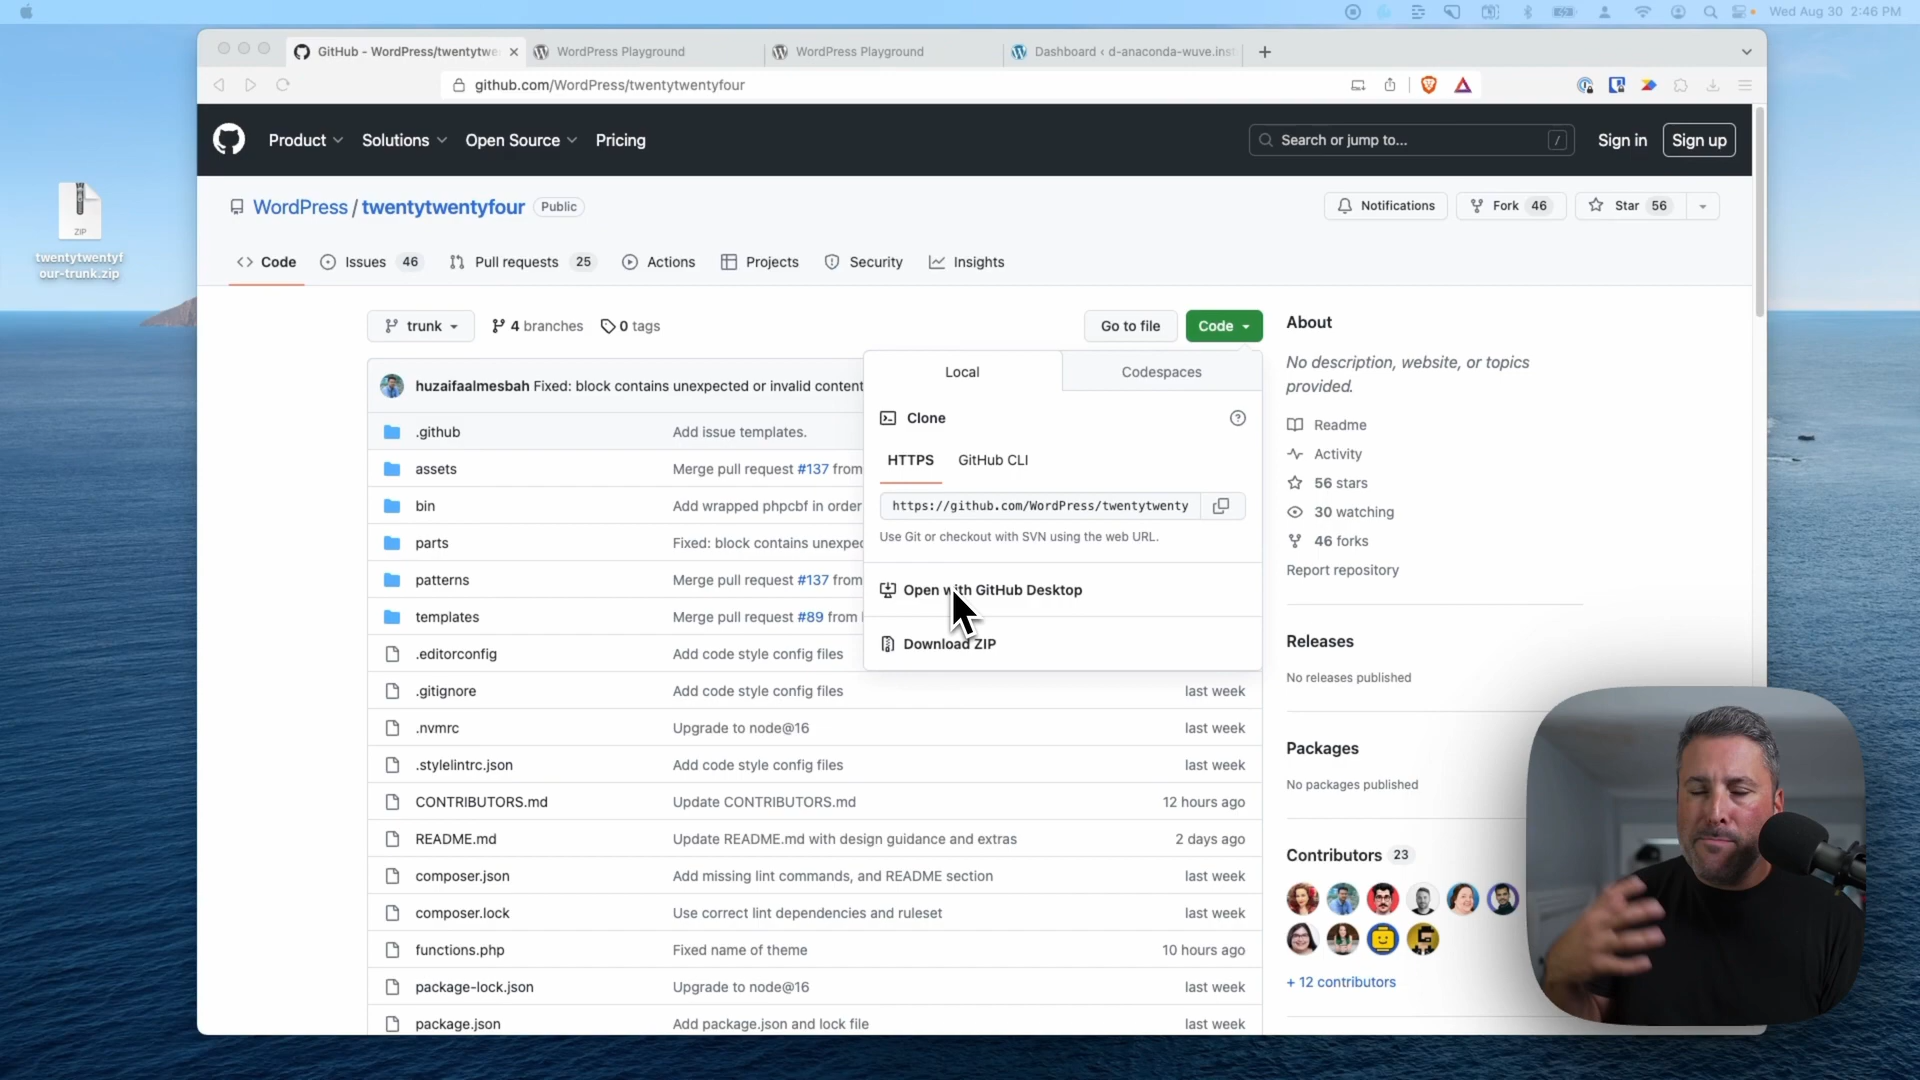 Wed Aug 30 2:46 PM
GitHub - WordPress/twentytwe
WordPress Playground
WordPress Playground
Dashboard ‹ d-anaconda-wuve.inst
github.com/WordPress/twentytwentyfour
Product
Solutions
Open Source
Pricing
Search or jump to...
/
Sign in
Sign up
ZIP
twentytwentyf
our-trunk.zip
WordPress / twentytwentyfour Public
Notifications
Fork 46
Star 56
Code
Issues 46
Pull requests 25
Actions
Projects
Security
Insights
trunk
4 branches
0 tags
Go to file
Code
Local
Codespaces
Clone
HTTPS
GitHub CLI
https://github.com/WordPress/twentytwenty
Use Git or checkout with SVN using the web URL.
Open with GitHub Desktop
Download ZIP
huzaifaalmesbah Fixed: block contains unexpected or invalid content
.github Add issue templates.
assets Merge pull request #137 from
bin Add wrapped phpcbf in order
parts Fixed: block contains unexpec
patterns Merge pull request #137 from
templates Merge pull request #89 from
.editorconfig Add code style config files
.gitignore Add code style config files last week
.nvmrc Upgrade to node@16 last week
.stylelintrc.json Add code style config files last week
CONTRIBUTORS.md Update CONTRIBUTORS.md 12 hours ago
README.md Update README.md with design guidance and extras 2 days ago
composer.json Add missing lint commands, and README section last week
composer.lock Use correct lint dependencies and ruleset last week
functions.php Fixed name of theme 10 hours ago
package-lock.json Upgrade to node@16 last week
package.json Add package.json and lock file last week
About
No description, website, or topics
provided.
Readme
Activity
56 stars
30 watching
46 forks
Report repository
Releases
No releases published
Packages
No packages published
Contributors 23
+ 12 contributors